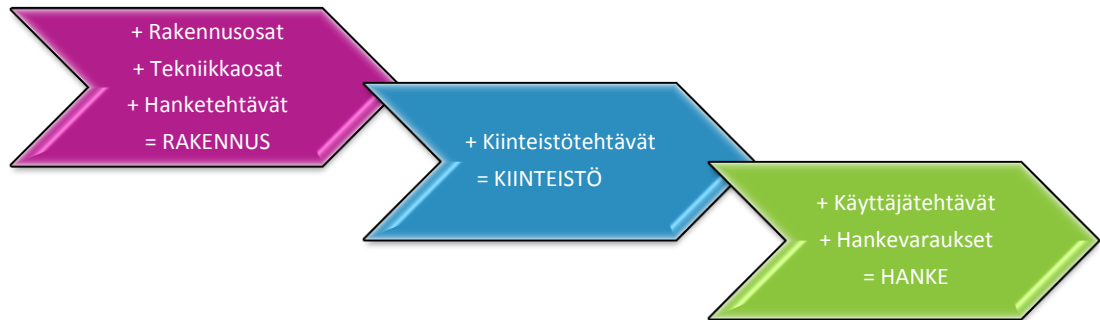 + Rakennusosat
+ Tekniikkaosat
+ Hanketehtävät
= RAKENNUS
+ Kiinteistötehtävät
= KIINTEISTÖ
+ Käyttäjätehtävät
+ Hankevaraukset
= HANKE